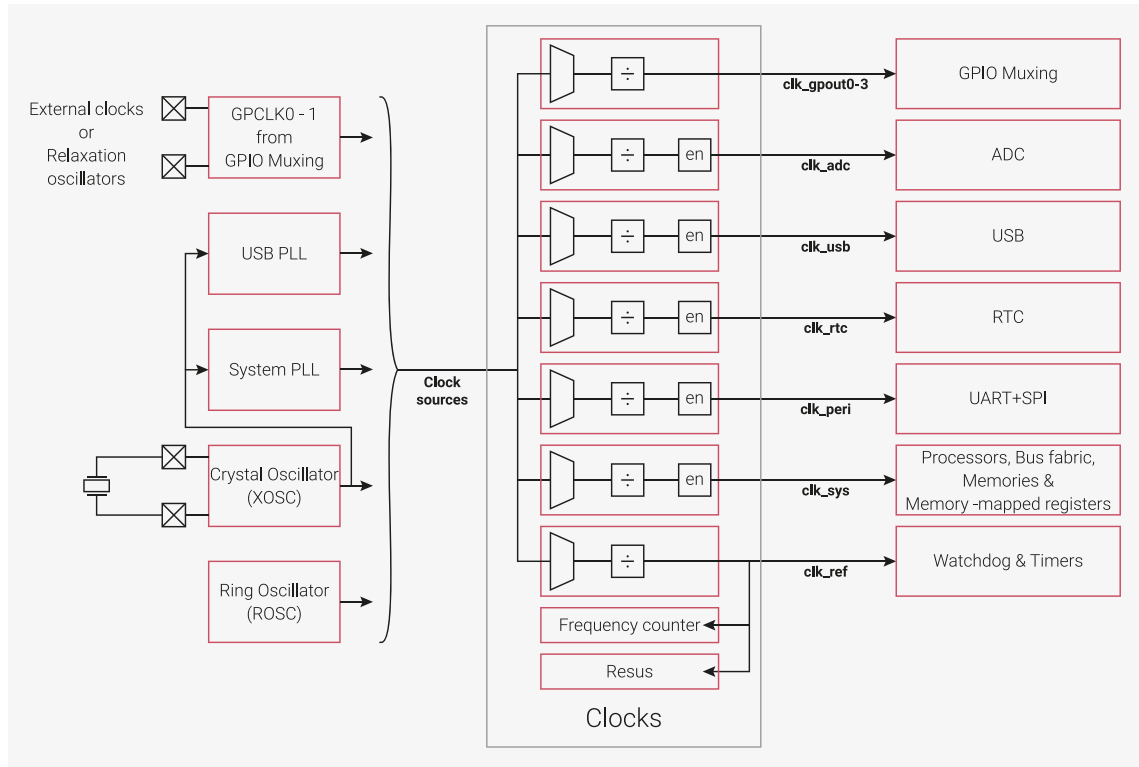 External clocks
or
Relaxation
oscillators
GPCLK0 - 1
from
GPIO Muxing
USB PLL
System PLL
Crystal Oscillator
(XOSC)
Ring Oscillator
(ROSC)
Clock
sources
÷
clk_gpout0-3
GPIO Muxing
÷
en
clk_adc
ADC
÷
en
clk_usb
USB
÷
en
clk_rtc
RTC
÷
en
clk_peri
UART+SPI
÷
en
clk_sys
Processors, Bus fabric,
Memories &
Memory -mapped registers
÷
clk_ref
Watchdog & Timers
Frequency counter
Resus
Clocks